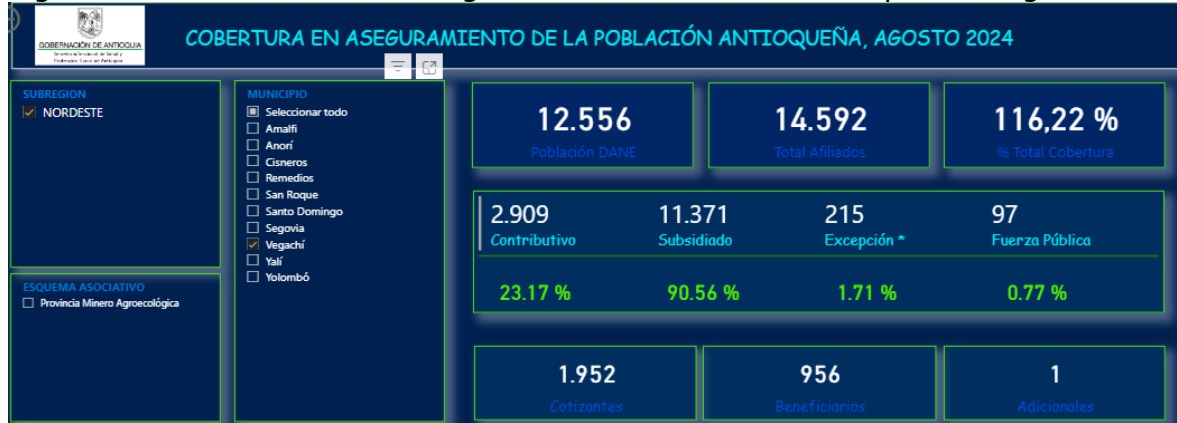 GOBERNACIÓN DE ANTIOQUIA
COBERTURA EN ASEGURAMIENTO DE LA POBLACIÓN ANTIOQUEÑA, AGOSTO 2024
SUBREGION
NORDESTE
ESQUEMA ASOCIATIVO
Provincia Minero Agroecológica
MUNICIPIO
Seleccionar todo
Amalfi
Anorí
Cisneros
Remedios
San Roque
Santo Domingo
Segovia
Vegachí
Yalí
Yolombó
12.556
Población DANE
14.592
Total Afiliados
116,22 %
% Total Cobertura
2.909 11.371 215 97
Contributivo Subsidiado Excepción * Fuerza Pública
23.17 % 90.56 % 1.71 % 0.77 %
1.952
Cotizantes
956
Beneficiarios
1
Adicionales